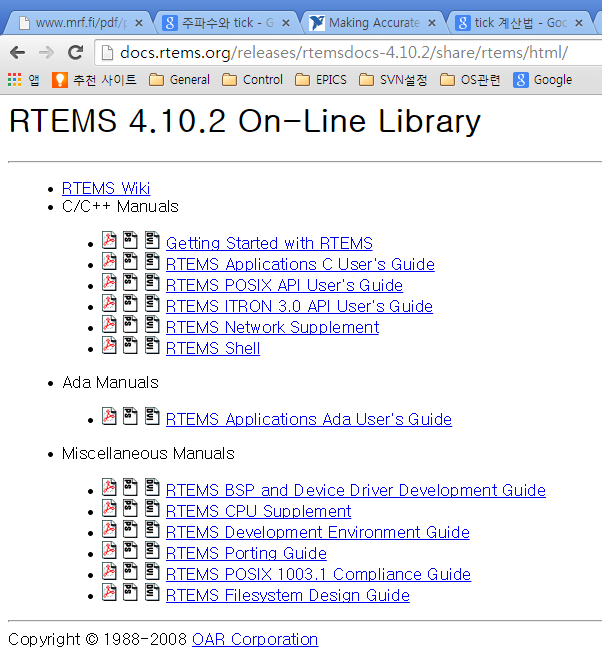 www.mrf.fi/pdf/p
주파수와 tick - G
Making Accurate
tick 계산법 - Goo
docs.rtems.org/releases/rtemsdocs-4.10.2/share/rtems/html/
앱 추천 사이트 General Control EPICS SVN설정 OS관련 Google
RTEMS 4.10.2 On-Line Library
RTEMS Wiki
C/C++ Manuals
Getting Started with RTEMS
RTEMS Applications C User's Guide
RTEMS POSIX API User's Guide
RTEMS ITRON 3.0 API User's Guide
RTEMS Network Supplement
RTEMS Shell
Ada Manuals
RTEMS Applications Ada User's Guide
Miscellaneous Manuals
RTEMS BSP and Device Driver Development Guide
RTEMS CPU Supplement
RTEMS Development Environment Guide
RTEMS Porting Guide
RTEMS POSIX 1003.1 Compliance Guide
RTEMS Filesystem Design Guide
Copyright © 1988-2008 OAR Corporation